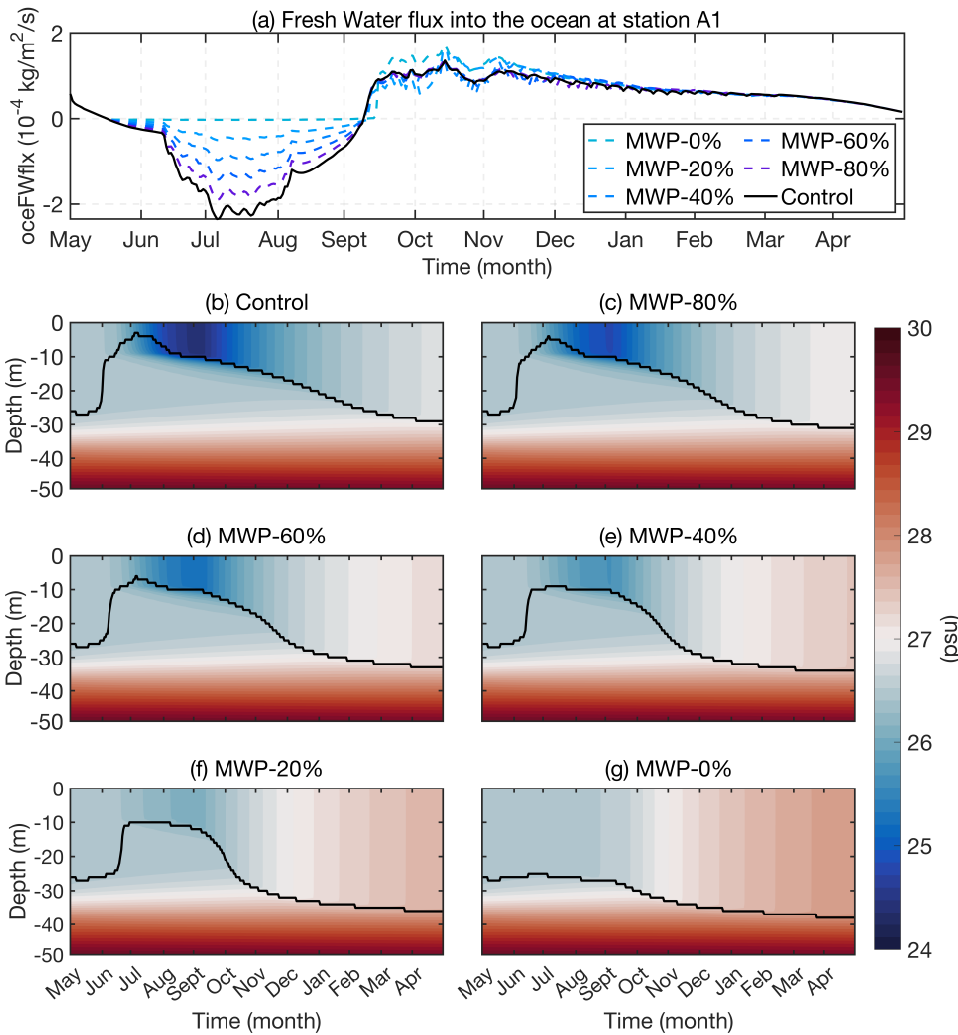 (a) Fresh Water flux into the ocean at station A1
oceFWflx (10⁻⁴ kg/m²/s)
2
0
-2
MWP-0%
MWP-20%
MWP-40%
MWP-60%
MWP-80%
Control
May Jun Jul Aug Sept Oct Nov Dec Jan Feb Mar Apr
Time (month)
(b) Control
(c) MWP-80%
Depth (m)
0
-10
-20
-30
-40
-50
(d) MWP-60%
(e) MWP-40%
Depth (m)
0
-10
-20
-30
-40
-50
(f) MWP-20%
(g) MWP-0%
Depth (m)
0
-10
-20
-30
-40
-50
May Jun Jul Aug Sept Oct Nov Dec Jan Feb Mar Apr
May Jun Jul Aug Sept Oct Nov Dec Jan Feb Mar Apr
Time (month)
Time (month)
30
29
28
27
26
25
24
(psu)